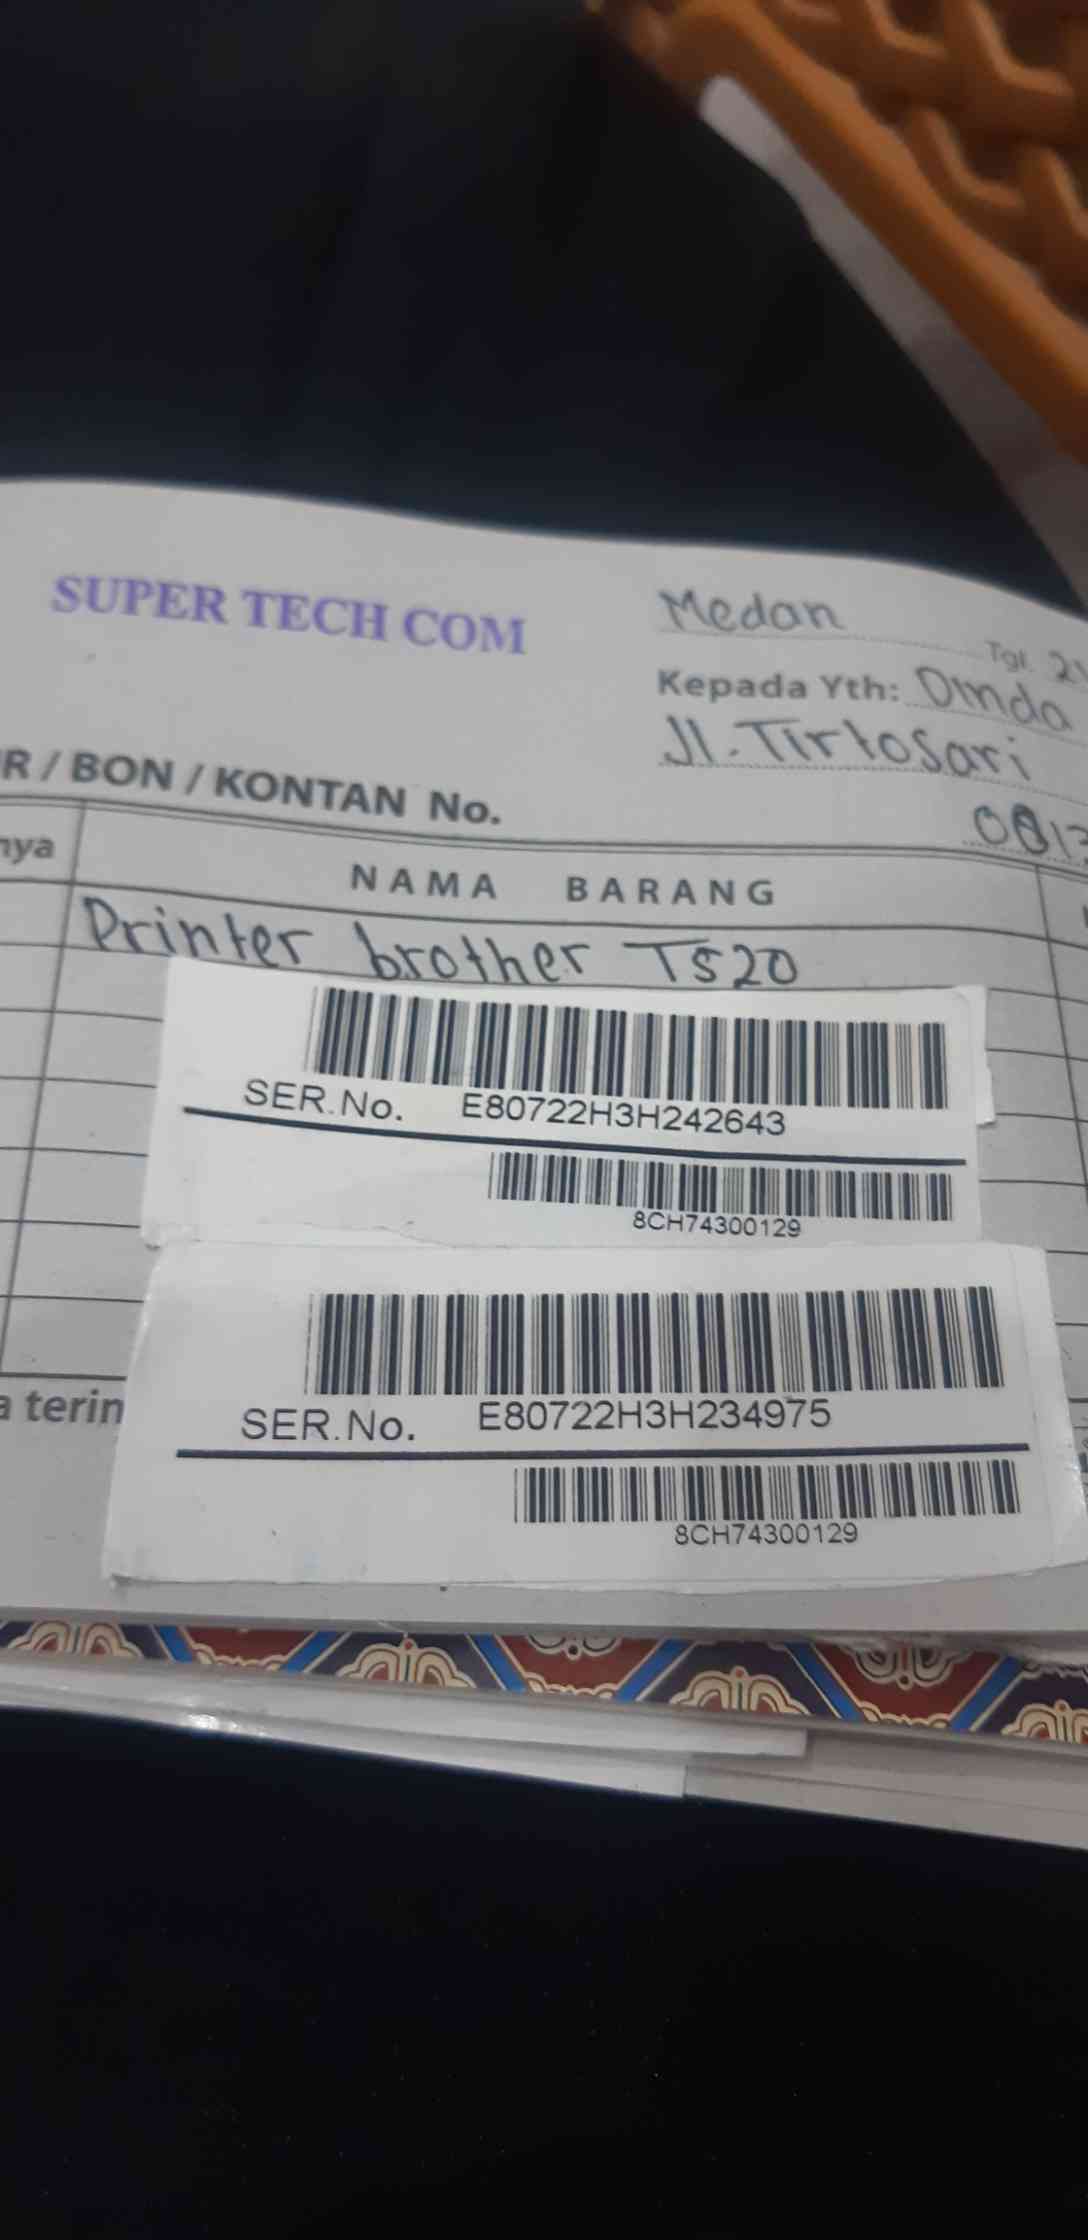 SUPER TECH COM
Medan
Tgl. 21
Kepada Yth: Dinda
Jl. Tirtosari
R / BON / KONTAN No.
nya
NAMA BARANG
Printer brother T520
SER.No. E80722H3H242643
8CH74300129
SER.No. E80722H3H234975
8CH74300129
a terin